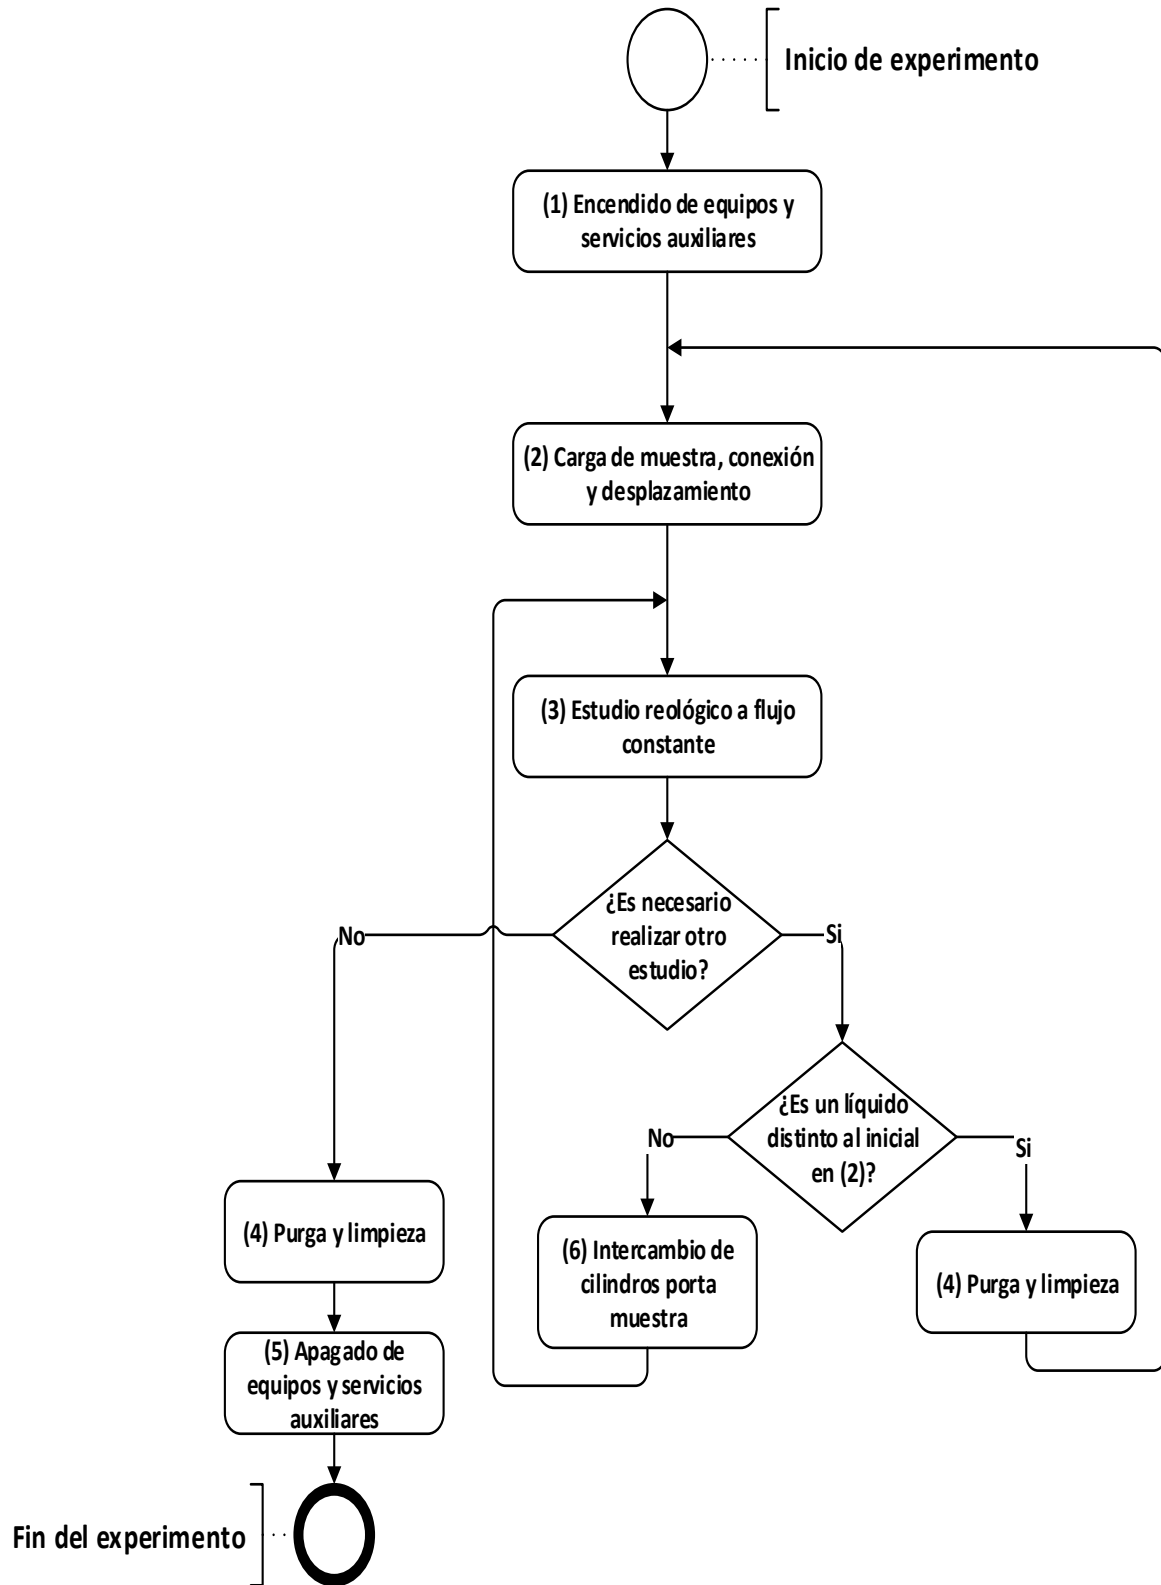 Inicio de experimento
(1) Encendido de equipos y
servicios auxiliares
(2) Carga de muestra, conexión
y desplazamiento
(3) Estudio reológico a flujo
constante
¿Es necesario
realizar otro
estudio?
No
Si
¿Es un líquido
distinto al inicial
en (2)?
No
Si
(4) Purga y limpieza
(6) Intercambio de
cilindros porta
muestra
(4) Purga y limpieza
(5) Apagado de
equipos y servicios
auxiliares
Fin del experimento